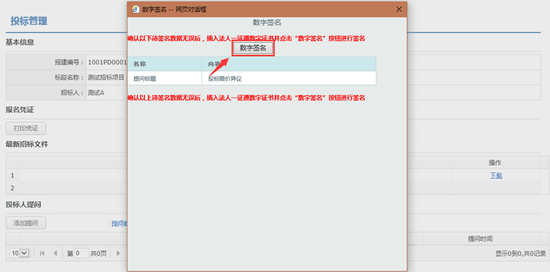 数字签名 -- 网页对话框
投标管理
数字签名
确认以下待签名数据无误后，插入法人一证通数字证书并点击“数字签名”按钮进行签名
数字签名
基本信息
报建编号： 1001PD0001
标段名称： 测试招标项目
招标人： 测试A
名称 内容
提问标题 投标报价异议
确认以上待签名数据无误后，插入法人一证通数字证书并点击“数字签名”按钮进行签名
报名凭证
打印凭证
最新招标文件
操作
1 下载
2
投标人提问
添加提问
提问时间
10 第 0 共0页 显示0到0,共0记录